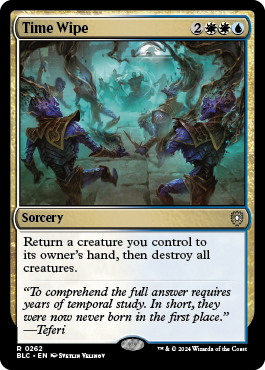 Time Wipe 2
Sorcery
Return a creature you control to
its owner's hand, then destroy all
creatures.
“To comprehend the full answer requires
years of temporal study. In short, they
were now never born in the first place.”
—Teferi
R 0262
BLC • EN Svetlin Velinov
™ & © 2024 Wizards of the Coast